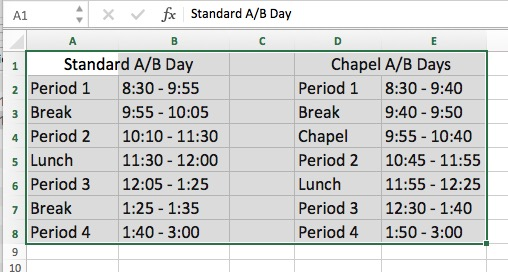 A1 fx Standard A/B Day
A B C D E
1 Standard A/B Day Chapel A/B Days
2 Period 1 8:30 - 9:55 Period 1 8:30 - 9:40
3 Break 9:55 - 10:05 Break 9:40 - 9:50
4 Period 2 10:10 - 11:30 Chapel 9:55 - 10:40
5 Lunch 11:30 - 12:00 Period 2 10:45 - 11:55
6 Period 3 12:05 - 1:25 Lunch 11:55 - 12:25
7 Break 1:25 - 1:35 Period 3 12:30 - 1:40
8 Period 4 1:40 - 3:00 Period 4 1:50 - 3:00
9
10